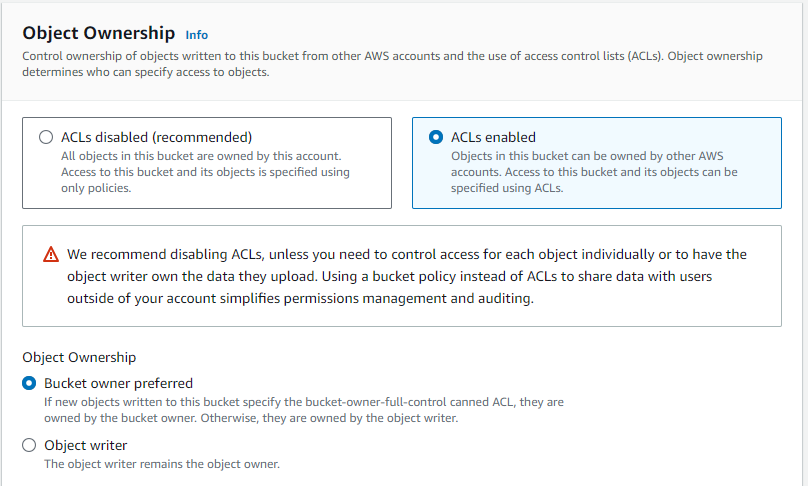 Object Ownership Info
Control ownership of objects written to this bucket from other AWS accounts and the use of access control lists (ACLs). Object ownership
determines who can specify access to objects.
ACLs disabled (recommended)
All objects in this bucket are owned by this account.
Access to this bucket and its objects is specified using
only policies.
ACLs enabled
Objects in this bucket can be owned by other AWS
accounts. Access to this bucket and its objects can be
specified using ACLs.
We recommend disabling ACLs, unless you need to control access for each object individually or to have the
object writer own the data they upload. Using a bucket policy instead of ACLs to share data with users
outside of your account simplifies permissions management and auditing.
Object Ownership
Bucket owner preferred
If new objects written to this bucket specify the bucket-owner-full-control canned ACL, they are
owned by the bucket owner. Otherwise, they are owned by the object writer.
Object writer
The object writer remains the object owner.